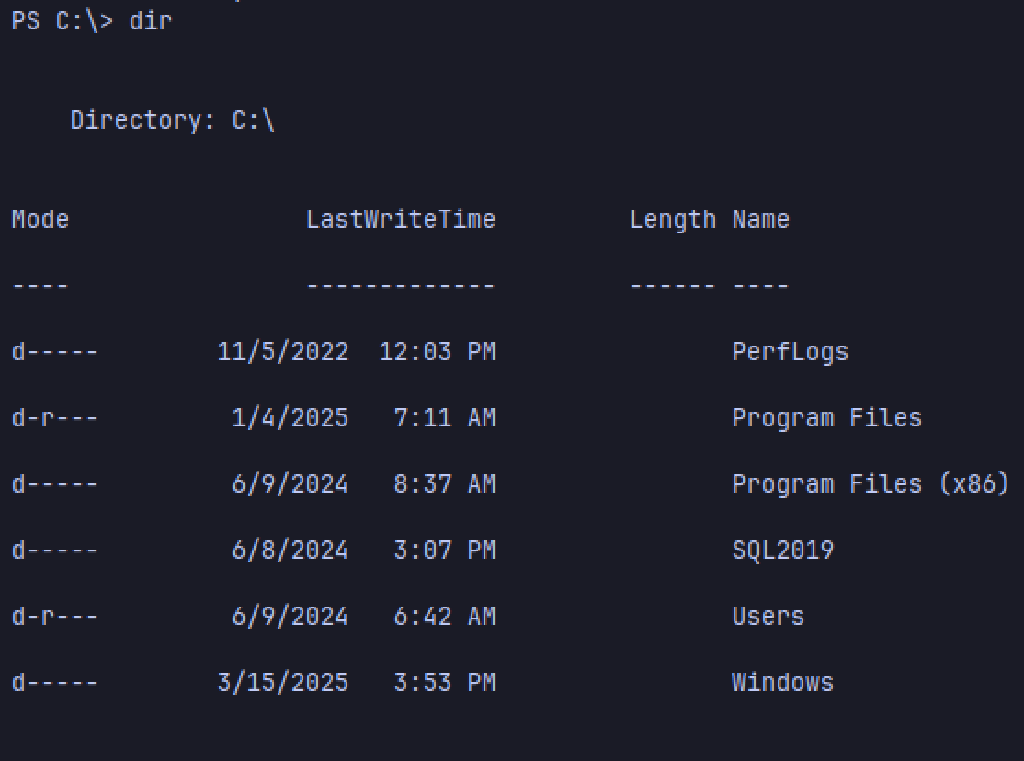 PS C:\> dir
Directory: C:\
Mode                LastWriteTime         Length Name
----                -------------         ------ ----
d-----        11/5/2022  12:03 PM                PerfLogs
d-r---         1/4/2025   7:11 AM                Program Files
d-----         6/9/2024   8:37 AM                Program Files (x86)
d-----         6/8/2024   3:07 PM                SQL2019
d-r---         6/9/2024   6:42 AM                Users
d-----        3/15/2025   3:53 PM                Windows